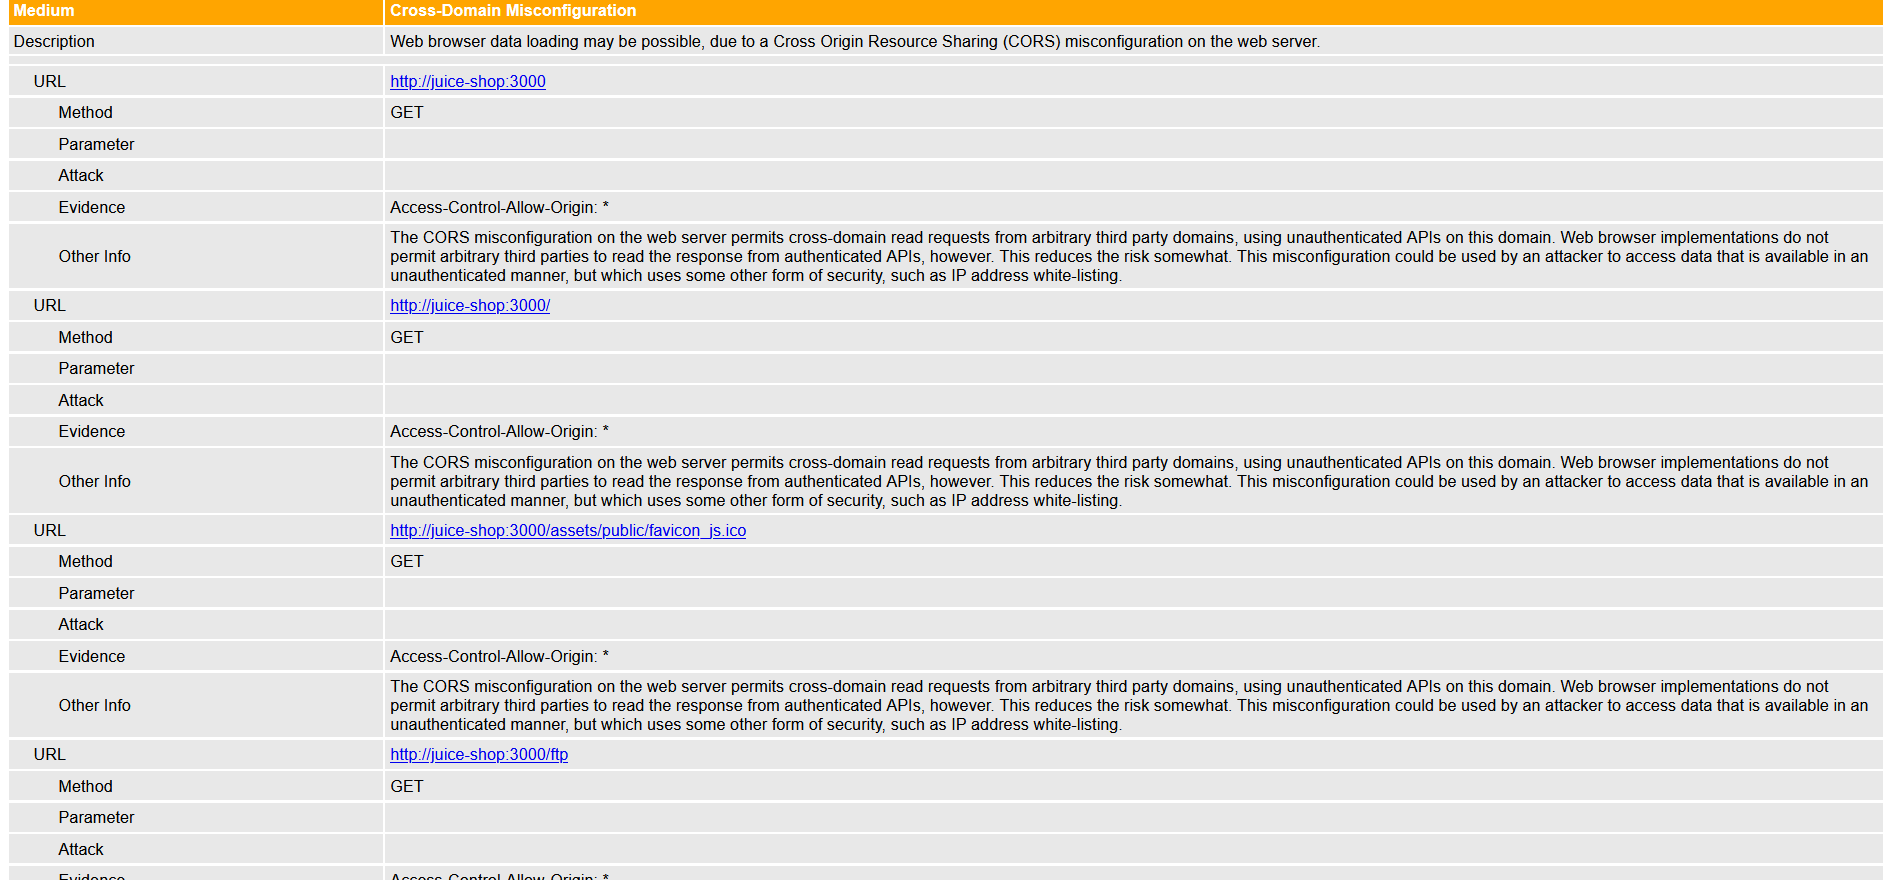 Medium Cross-Domain Misconfiguration
Description Web browser data loading may be possible, due to a Cross Origin Resource Sharing (CORS) misconfiguration on the web server.
URL http://juice-shop:3000
Method GET
Parameter
Attack
Evidence Access-Control-Allow-Origin: *
Other Info
The CORS misconfiguration on the web server permits cross-domain read requests from arbitrary third party domains, using unauthenticated APIs on this domain. Web browser implementations do not
permit arbitrary third parties to read the response from authenticated APIs, however. This reduces the risk somewhat. This misconfiguration could be used by an attacker to access data that is available in an
unauthenticated manner, but which uses some other form of security, such as IP address white-listing.
URL http://juice-shop:3000/
Method GET
Parameter
Attack
Evidence Access-Control-Allow-Origin: *
Other Info
The CORS misconfiguration on the web server permits cross-domain read requests from arbitrary third party domains, using unauthenticated APIs on this domain. Web browser implementations do not
permit arbitrary third parties to read the response from authenticated APIs, however. This reduces the risk somewhat. This misconfiguration could be used by an attacker to access data that is available in an
unauthenticated manner, but which uses some other form of security, such as IP address white-listing.
URL http://juice-shop:3000/assets/public/favicon_js.ico
Method GET
Parameter
Attack
Evidence Access-Control-Allow-Origin: *
Other Info
The CORS misconfiguration on the web server permits cross-domain read requests from arbitrary third party domains, using unauthenticated APIs on this domain. Web browser implementations do not
permit arbitrary third parties to read the response from authenticated APIs, however. This reduces the risk somewhat. This misconfiguration could be used by an attacker to access data that is available in an
unauthenticated manner, but which uses some other form of security, such as IP address white-listing.
URL http://juice-shop:3000/ftp
Method GET
Parameter
Attack
Evidence Access-Control-Allow-Origin: *